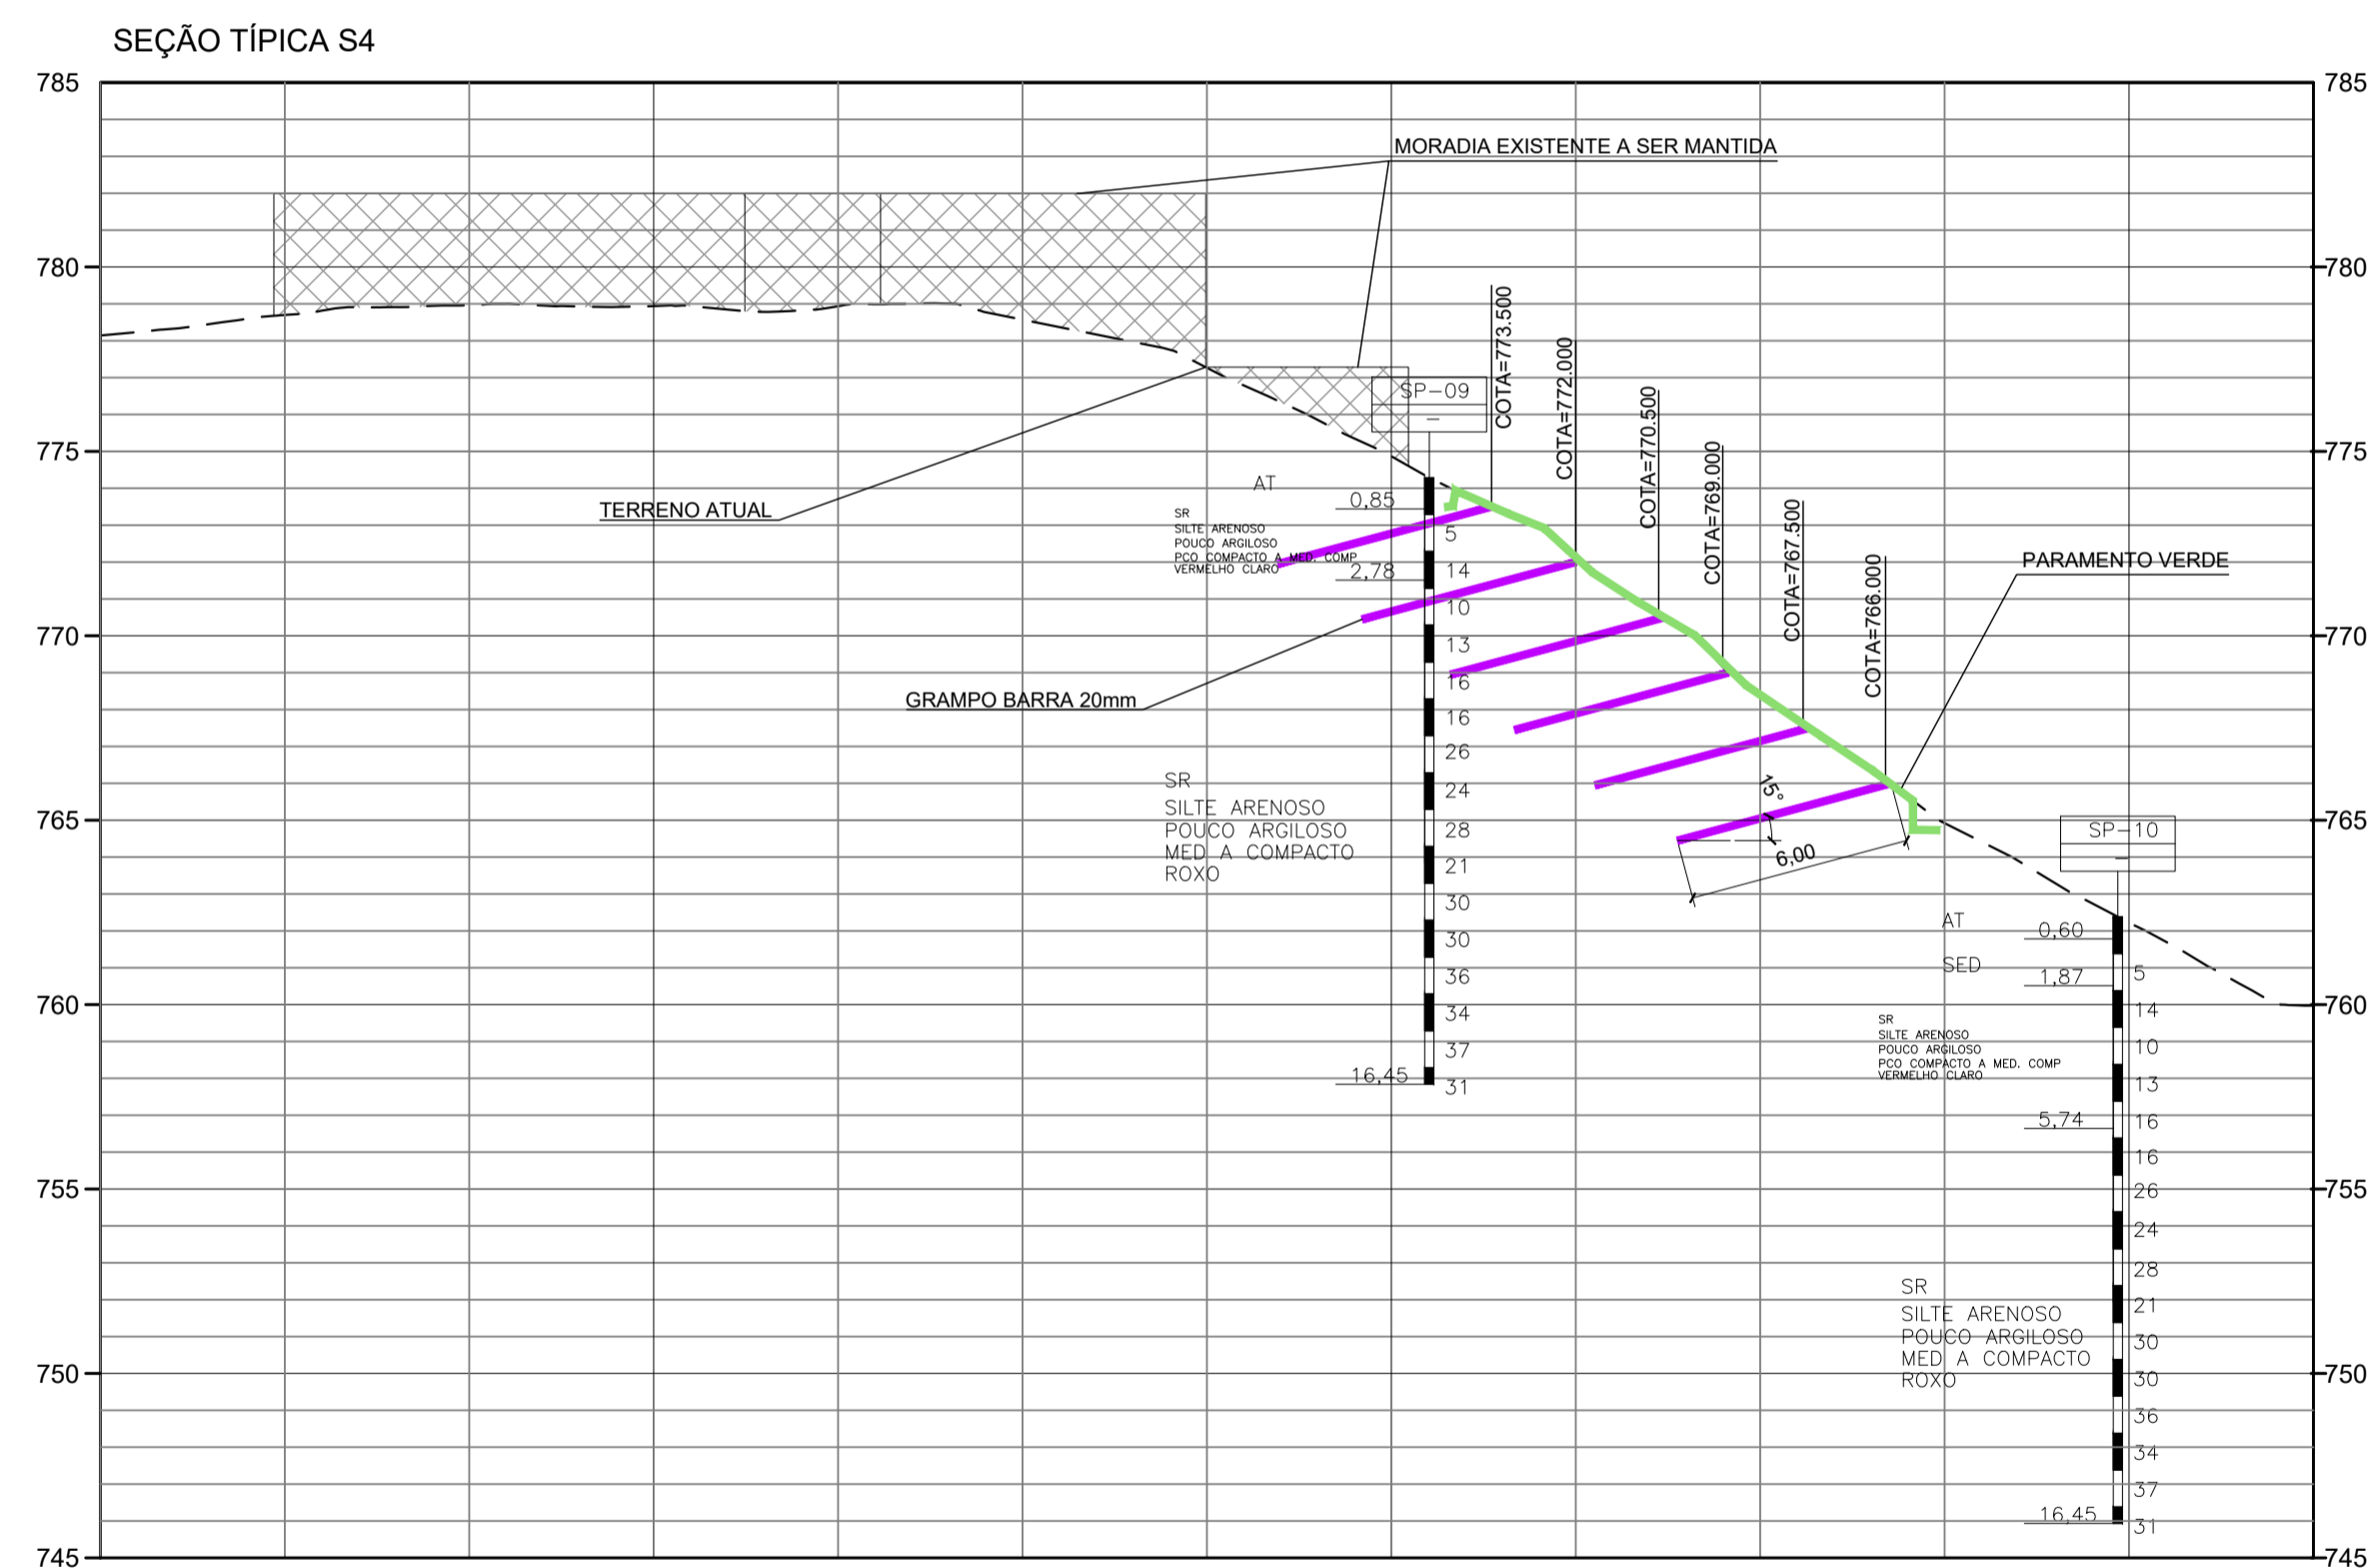 SEÇÃO TÍPICA S4
785
785
MORADIA EXISTENTE A SER MANTIDA
780
780
COTA=773.500
COTA=772.000
COTA=770.500
COTA=769.000
COTA=767.500
COTA=766.000
SP-09
-
775
775
AT
0,85
TERRENO ATUAL
SR
SILTE ARENOSO
POUCO ARGILOSO
PCO COMPACTO A MED. COMP
VERMELHO CLARO
2,78
PARAMENTO VERDE
770
770
GRAMPO BARRA 20mm
5
14
10
13
16
16
26
24
28
21
30
30
36
34
37
31
SR
SILTE ARENOSO
POUCO ARGILOSO
MED A COMPACTO
ROXO
16,45
15°
6,00
765
765
SP-10
-
AT
0,60
SED
1,87
760
760
SR
SILTE ARENOSO
POUCO ARGILOSO
PCO COMPACTO A MED. COMP
VERMELHO CLARO
5,74
5
14
10
13
16
16
26
24
28
21
30
30
36
34
37
31
755
755
SR
SILTE ARENOSO
POUCO ARGILOSO
MED A COMPACTO
ROXO
750
750
16,45
745
745